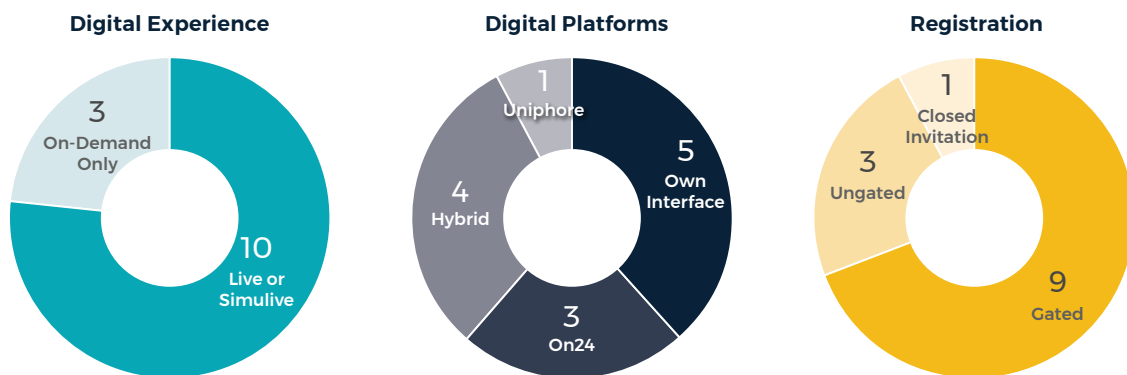 Digital Experience
3
On-Demand
Only
10
Live or
Simulive
Digital Platforms
1
Uniphore
5
Own
Interface
4
Hybrid
3
On24
Registration
1
Closed
Invitation
3
Ungated
9
Gated